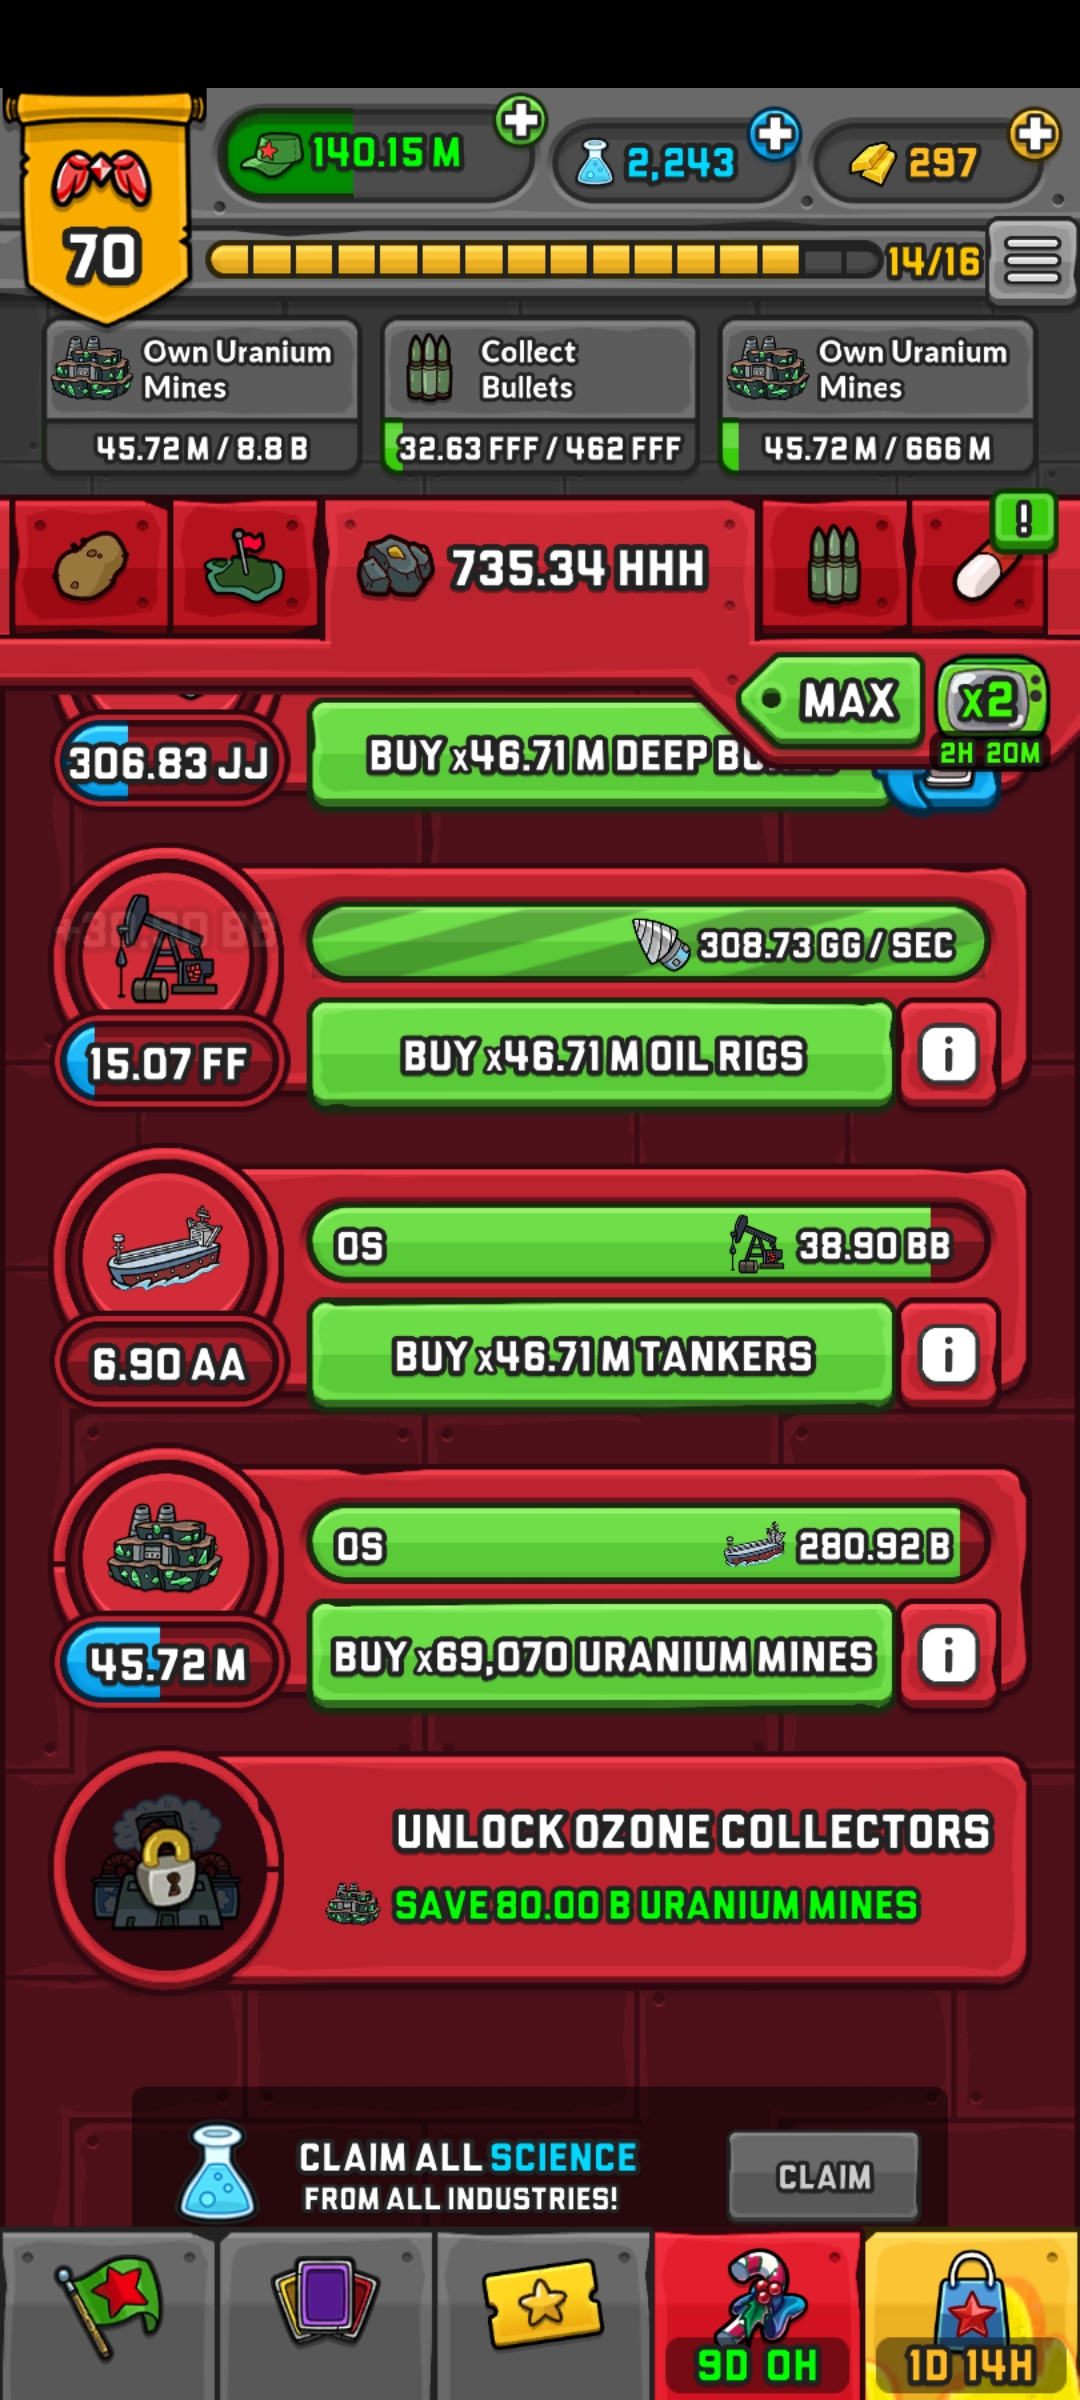 140.15 M
2,243
297
70
14/16
Own Uranium
Mines
45.72 M / 8.8 B
Collect
Bullets
32.63 FFF / 462 FFF
Own Uranium
Mines
45.72 M / 666 M
735.34 HHH
!
MAX
x2
2H 20M
306.83 JJ
BUY x46.71 M DEEP
+38.90 BB
308.73 GG / SEC
15.07 FF
BUY x46.71 M OIL RIGS
i
0S
38.90 BB
6.90 AA
BUY x46.71 M TANKERS
i
0S
280.92 B
45.72 M
BUY x69,070 URANIUM MINES
i
UNLOCK OZONE COLLECTORS
SAVE 80.00 B URANIUM MINES
CLAIM ALL SCIENCE
FROM ALL INDUSTRIES!
CLAIM
9D 0H
1D 14H